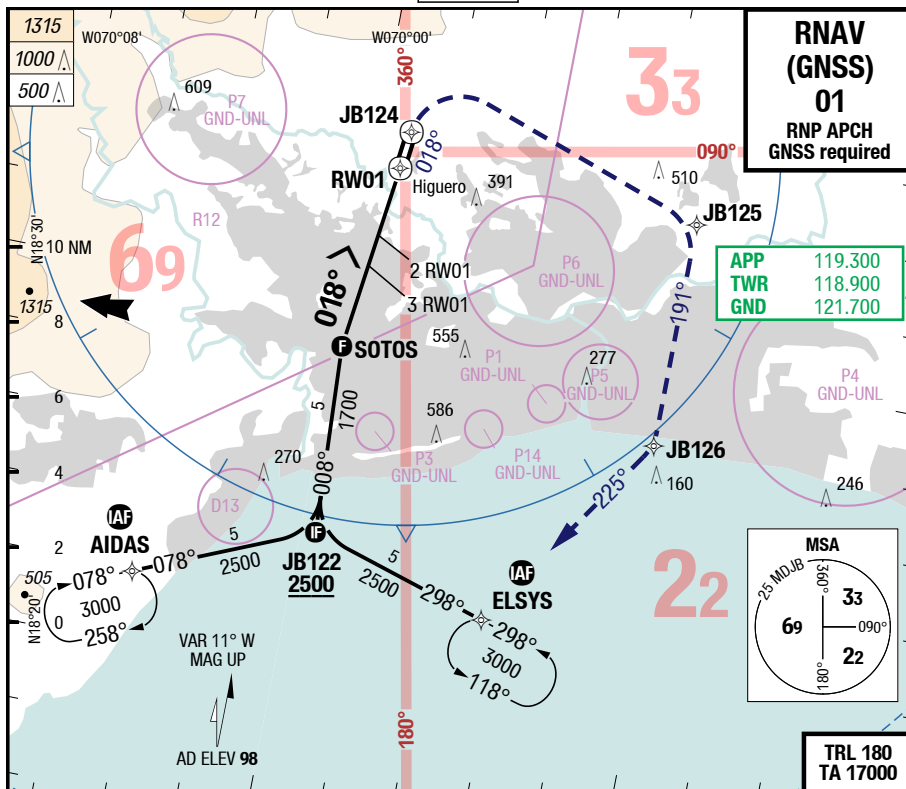 1315
1000
500
W070°08'
W070°00'
360°
33
RNAV
(GNSS)
01
RNP APCH
GNSS required
609
P7
GND-UNL
JB124
018°
090°
RW01
Higuero
391
510
JB125
R12
N18°30'
10 NM
69
2 RW01
3 RW01
018°
P6
GND-UNL
APP 119.300
TWR 118.900
GND 121.700
1315
8
191°
F
SOTOS
555
P1
GND-UNL
277
P5
GND-UNL
P4
GND-UNL
6
5
1700
586
JB126
4
270
008°
P3
GND-UNL
P14
GND-UNL
160
246
225°
D13
IAF
AIDAS
5
2500
IF
JB122
2500
5
2500
IAF
ELSYS
22
2
505
078°
078°
3000
258°
N18°20'
0
298°
298°
3000
118°
MSA
25 MDJB
360°
33
69
090°
22
180°
VAR 11° W
MAG UP
AD ELEV 98
180°
TRL 180
TA 17000